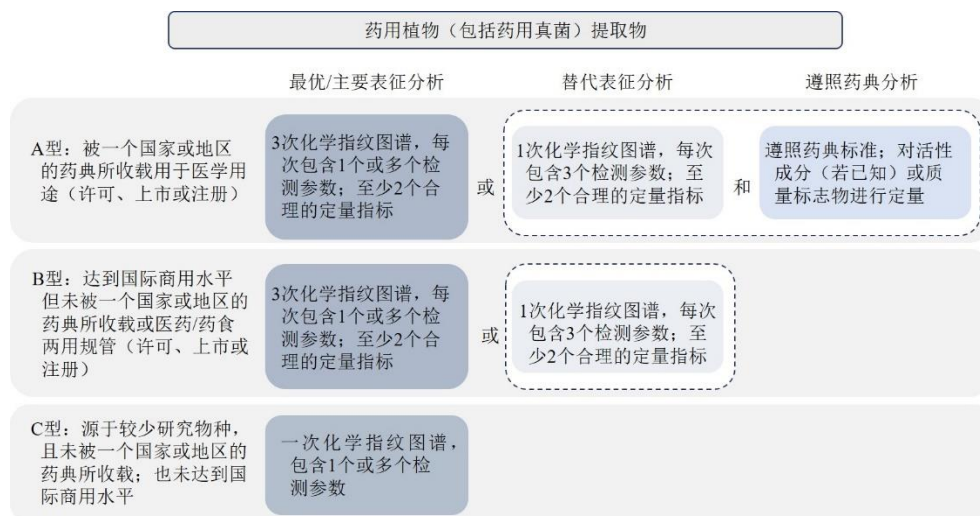 药用植物（包括药用真菌）提取物
最优/主要表征分析
替代表征分析
遵照药典分析
A型：被一个国家或地区
的药典所收载用于医学用
途（许可、上市或注册）
3次化学指纹图谱，每
次包含1个或多个检
测参数；至少2个合
理的定量指标
或
1次化学指纹图谱，每次
包含3个检测参数；至
少2个合理的定量指标
和
遵照药典标准；对活性
成分（若已知）或质
量标志物进行定量
B型：达到国际商用水平
但未被一个国家或地区的
药典所收载或医药/药食
两用规管（许可、上市或
注册）
3次化学指纹图谱，每
次包含1个或多个检
测参数；至少2个合
理的定量指标
或
1次化学指纹图谱，每次
包含3个检测参数；至
少2个合理的定量指标
C型：源于较少研究物种，
且未被一个国家或地区的
药典所收载；也未达到国
际商用水平
一次化学指纹图谱，
包含1个或多个检
测参数